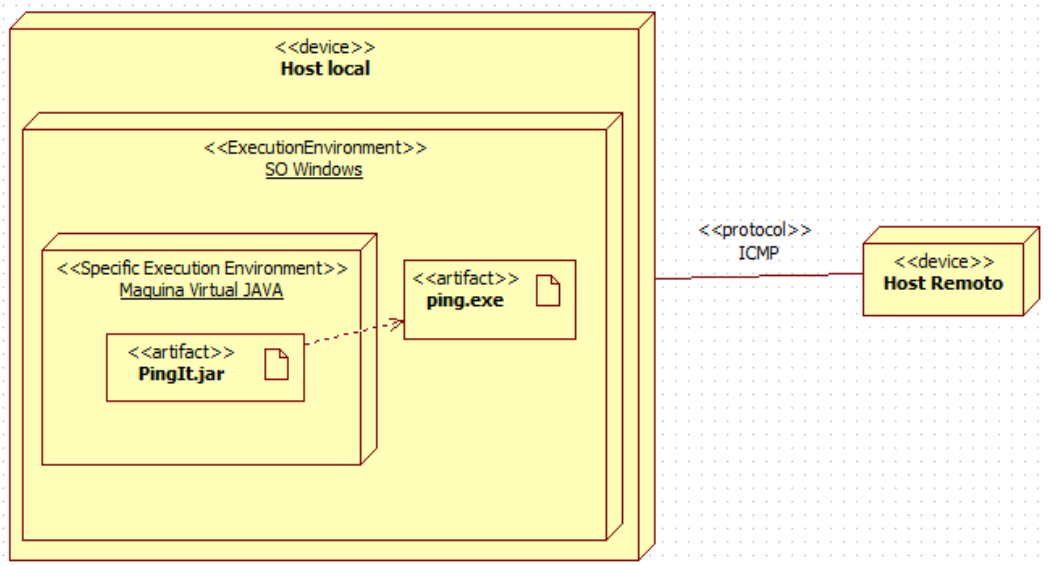 <<device>>
Host local
<<ExecutionEnvironment>>
SO Windows
<<Specific Execution Environment>>
Maquina Virtual JAVA
<<artifact>>
PingIt.jar
<<artifact>>
ping.exe
<<protocol>>
ICMP
<<device>>
Host Remoto